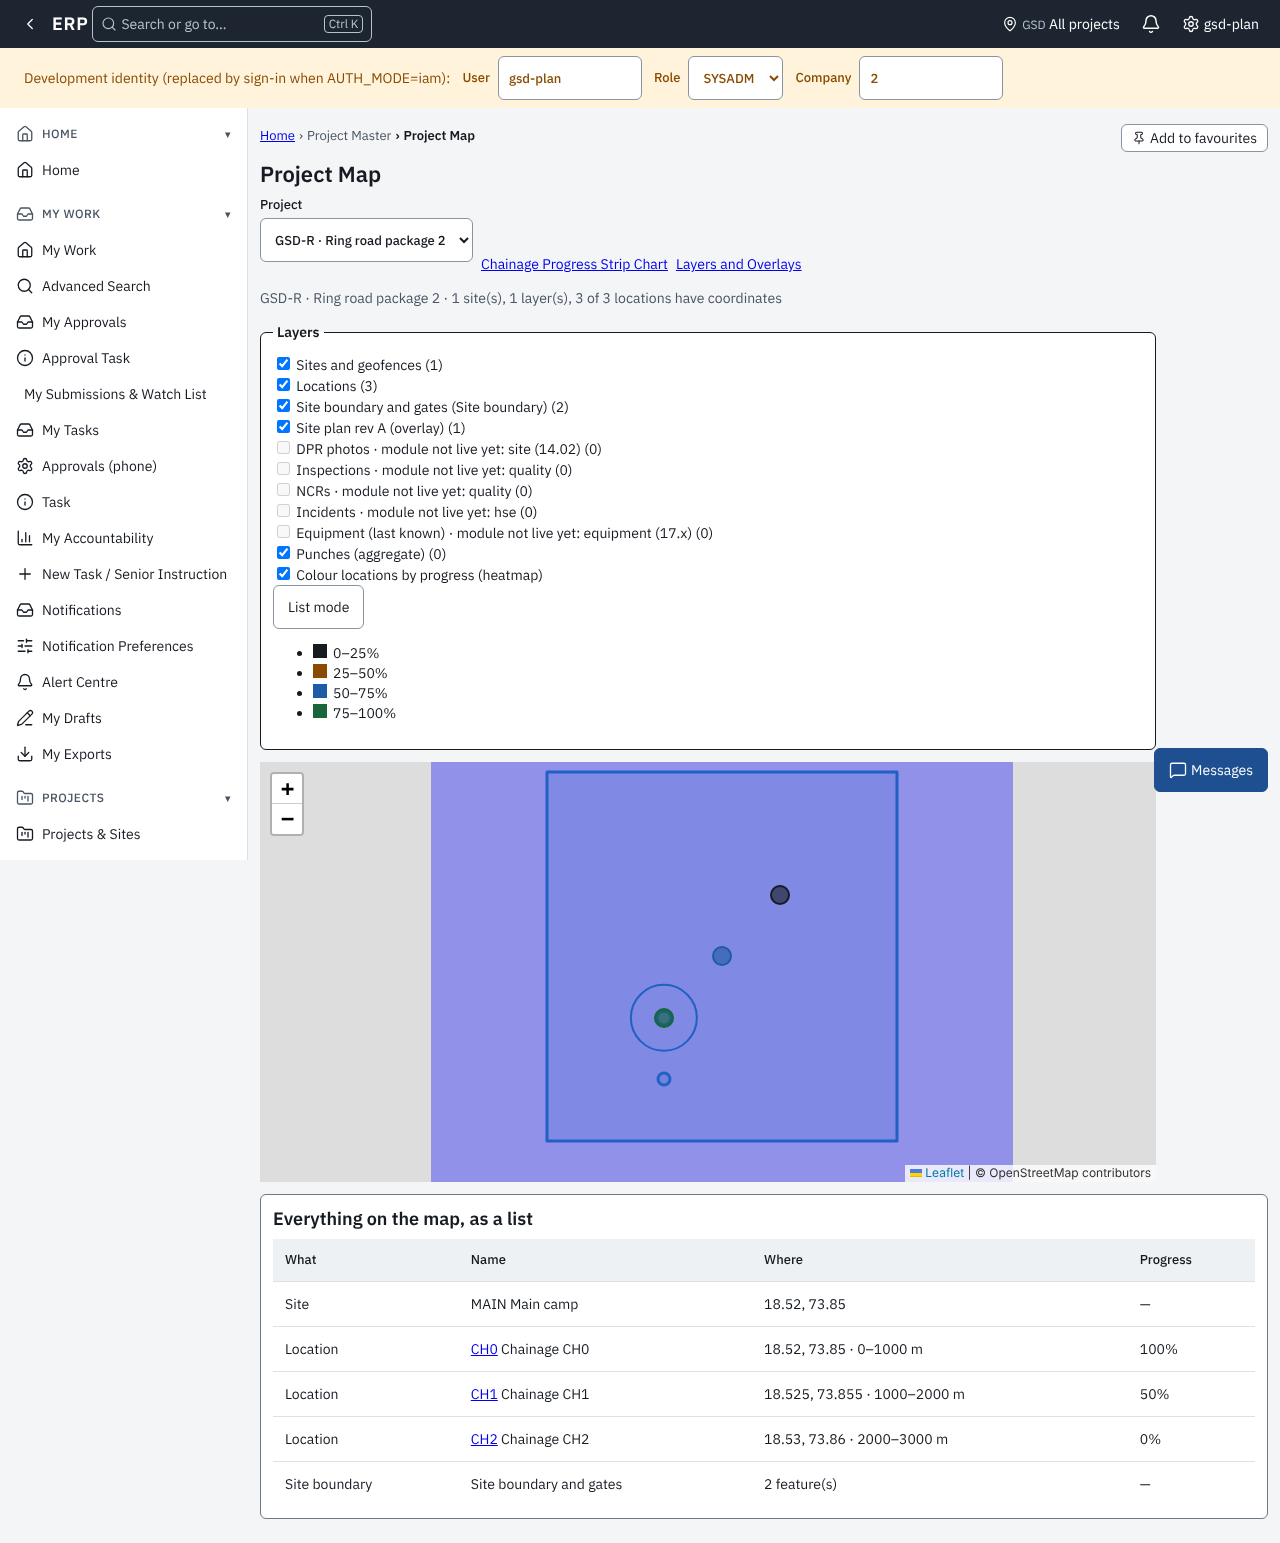 ERP
Search or go to...
Ctrl K
GSD All projects
gsd-plan
Development identity (replaced by sign-in when AUTH_MODE=iam):
User
gsd-plan
Role
SYSADM
Company
2
HOME
Home
MY WORK
My Work
Advanced Search
My Approvals
Approval Task
My Submissions & Watch List
My Tasks
Approvals (phone)
Task
My Accountability
New Task / Senior Instruction
Notifications
Notification Preferences
Alert Centre
My Drafts
My Exports
PROJECTS
Projects & Sites
Home › Project Master › Project Map
Add to favourites
Project Map
Project
GSD-R · Ring road package 2
Chainage Progress Strip Chart
Layers and Overlays
GSD-R · Ring road package 2 · 1 site(s), 1 layer(s), 3 of 3 locations have coordinates
Layers
Sites and geofences (1)
Locations (3)
Site boundary and gates (Site boundary) (2)
Site plan rev A (overlay) (1)
DPR photos · module not live yet: site (14.02) (0)
Inspections · module not live yet: quality (0)
NCRs · module not live yet: quality (0)
Incidents · module not live yet: hse (0)
Equipment (last known) · module not live yet: equipment (17.x) (0)
Punches (aggregate) (0)
Colour locations by progress (heatmap)
List mode
0–25%
25–50%
50–75%
75–100%
Messages
+
−
Leaflet | © OpenStreetMap contributors
Everything on the map, as a list
What Name Where Progress
Site MAIN Main camp 18.52, 73.85 —
Location CH0 Chainage CH0 18.52, 73.85 · 0–1000 m 100%
Location CH1 Chainage CH1 18.525, 73.855 · 1000–2000 m 50%
Location CH2 Chainage CH2 18.53, 73.86 · 2000–3000 m 0%
Site boundary Site boundary and gates 2 feature(s) —